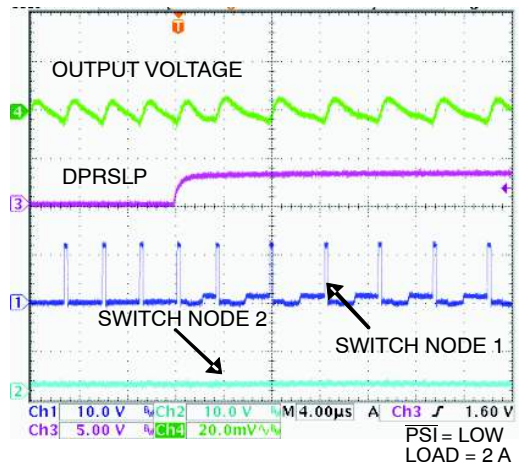 T
OUTPUT VOLTAGE
4
DPRSLP
3
1
SWITCH NODE 2
SWITCH NODE 1
2
Ch1 10.0 V Ch2 10.0 V M 4.00µs A Ch3 1.60 V
Ch3 5.00 V Ch4 20.0mV
PSI = LOW
LOAD = 2 A